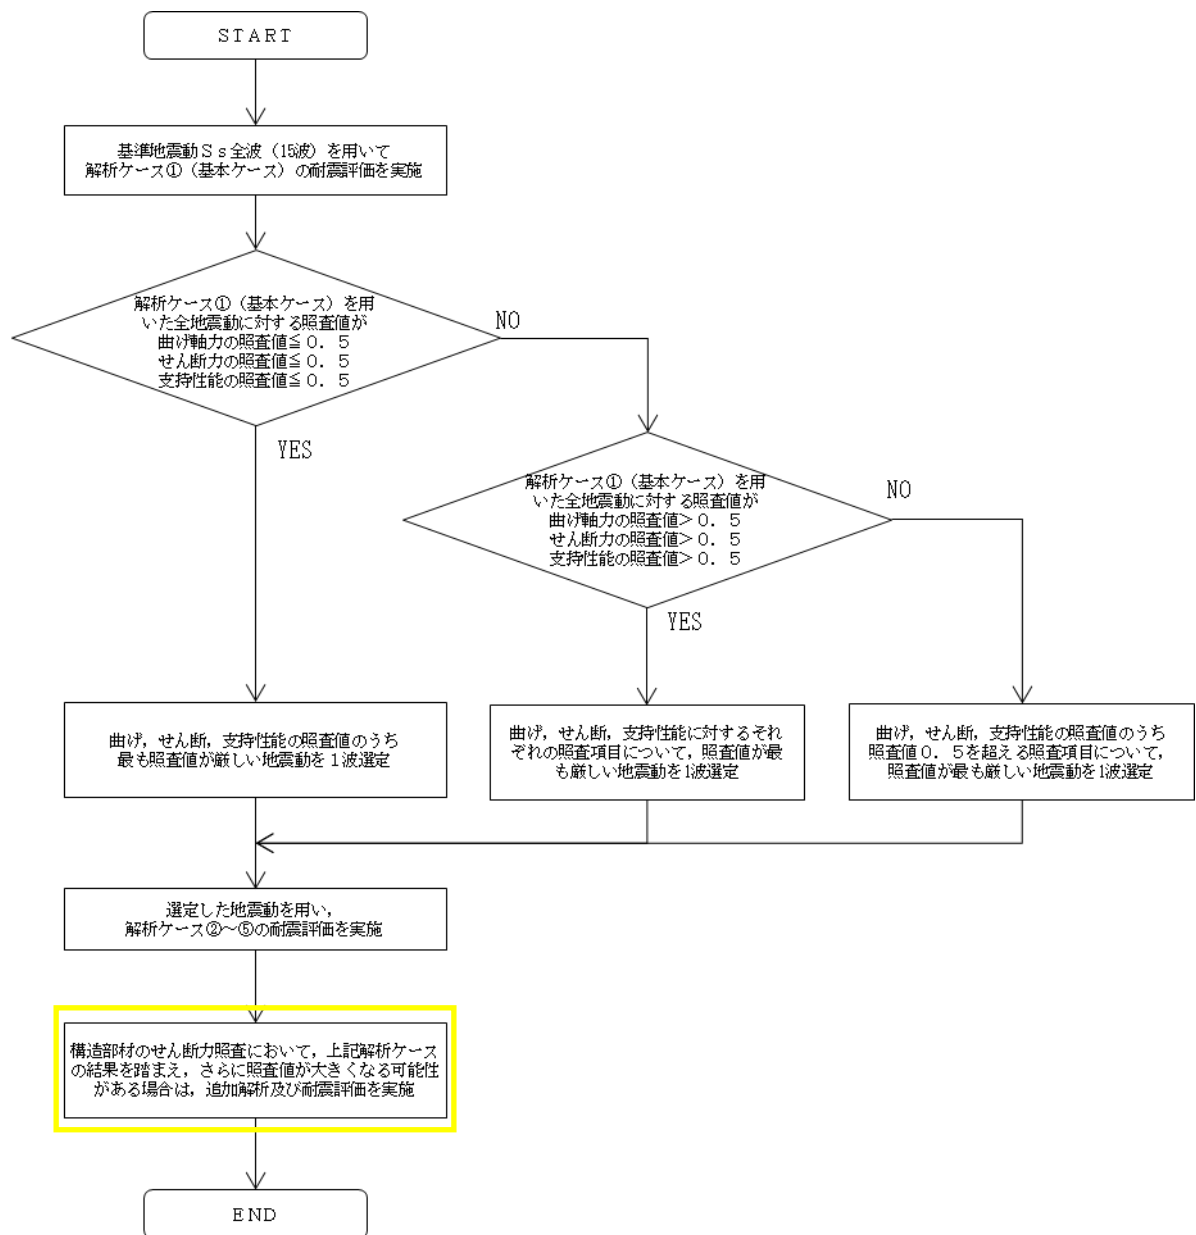 ＳＴＡＲＴ
基準地震動Ｓｓ全波（15波）を用いて
解析ケース①（基本ケース）の耐震評価を実施
解析ケース①（基本ケース）を用
いた全地震動に対する照査値が
曲げ軸力の照査値≦０．５
せん断力の照査値≦０．５
支持性能の照査値≦０．５
NO
YES
解析ケース①（基本ケース）を用
いた全地震動に対する照査値が
曲げ軸力の照査値＞０．５
せん断力の照査値＞０．５
支持性能の照査値＞０．５
NO
YES
曲げ，せん断，支持性能の照査値のうち
最も照査値が厳しい地震動を１波選定
曲げ，せん断，支持性能に対するそれ
ぞれの照査項目について，照査値が最
も厳しい地震動を1波選定
曲げ，せん断，支持性能の照査値のうち
照査値０．５を超える照査項目について，
照査値が最も厳しい地震動を1波選定
選定した地震動を用い，
解析ケース②～⑤の耐震評価を実施
構造部材のせん断力照査において，上記解析ケース
の結果を踏まえ，さらに照査値が大きくなる可能性
がある場合は，追加解析及び耐震評価を実施
ＥＮＤ